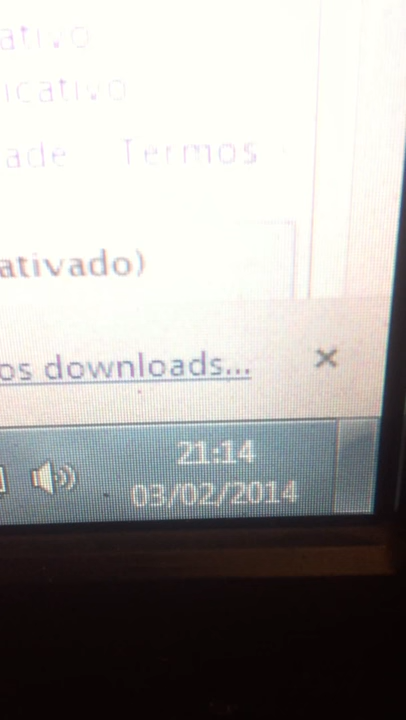 ativo
icativo
ade Termos
ativado)
os downloads...
21:14
03/02/2014